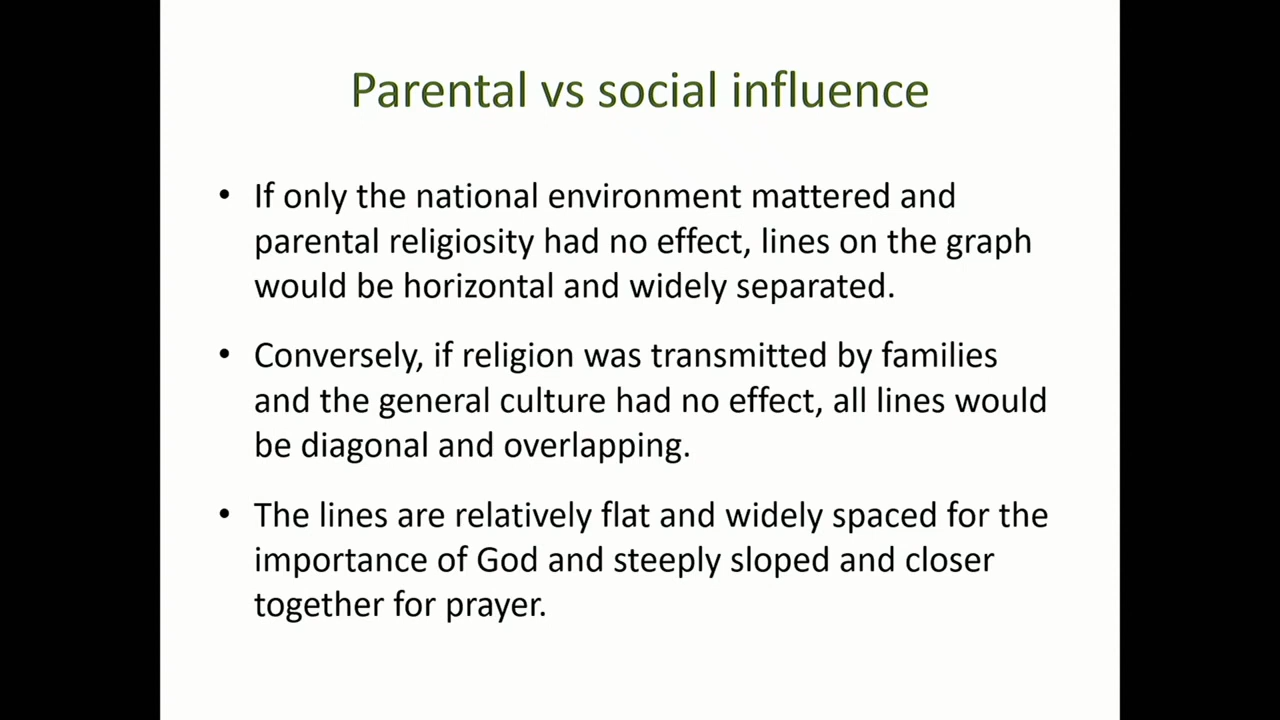 Parental vs social influence
• If only the national environment mattered and
parental religiosity had no effect, lines on the graph
would be horizontal and widely separated.
• Conversely, if religion was transmitted by families
and the general culture had no effect, all lines would
be diagonal and overlapping.
• The lines are relatively flat and widely spaced for the
importance of God and steeply sloped and closer
together for prayer.